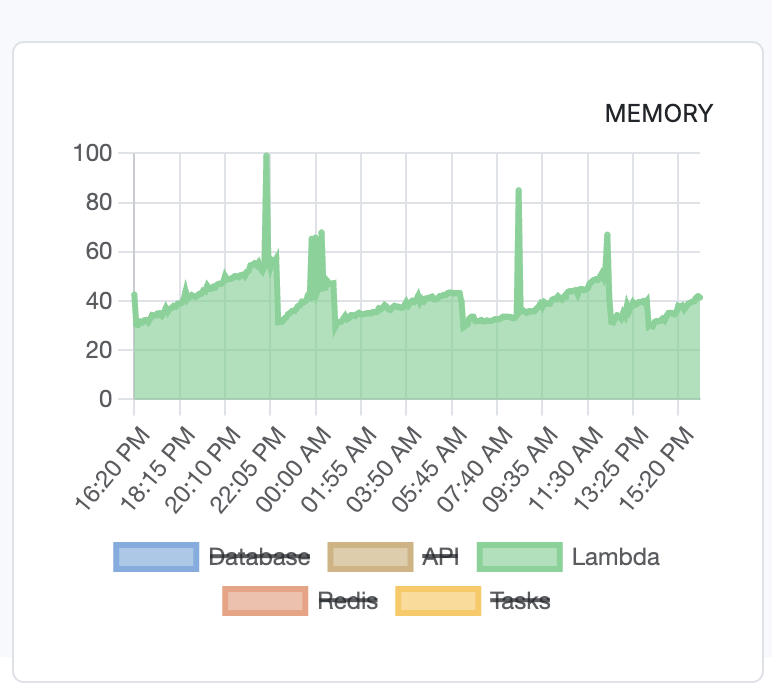 MEMORY
100
80
60
40
20
0
16:20 PM
18:15 PM
20:10 PM
22:05 PM
00:00 AM
01:55 AM
03:50 AM
05:45 AM
07:40 AM
09:35 AM
11:30 AM
13:25 PM
15:20 PM
Database API Lambda
Redis Tasks